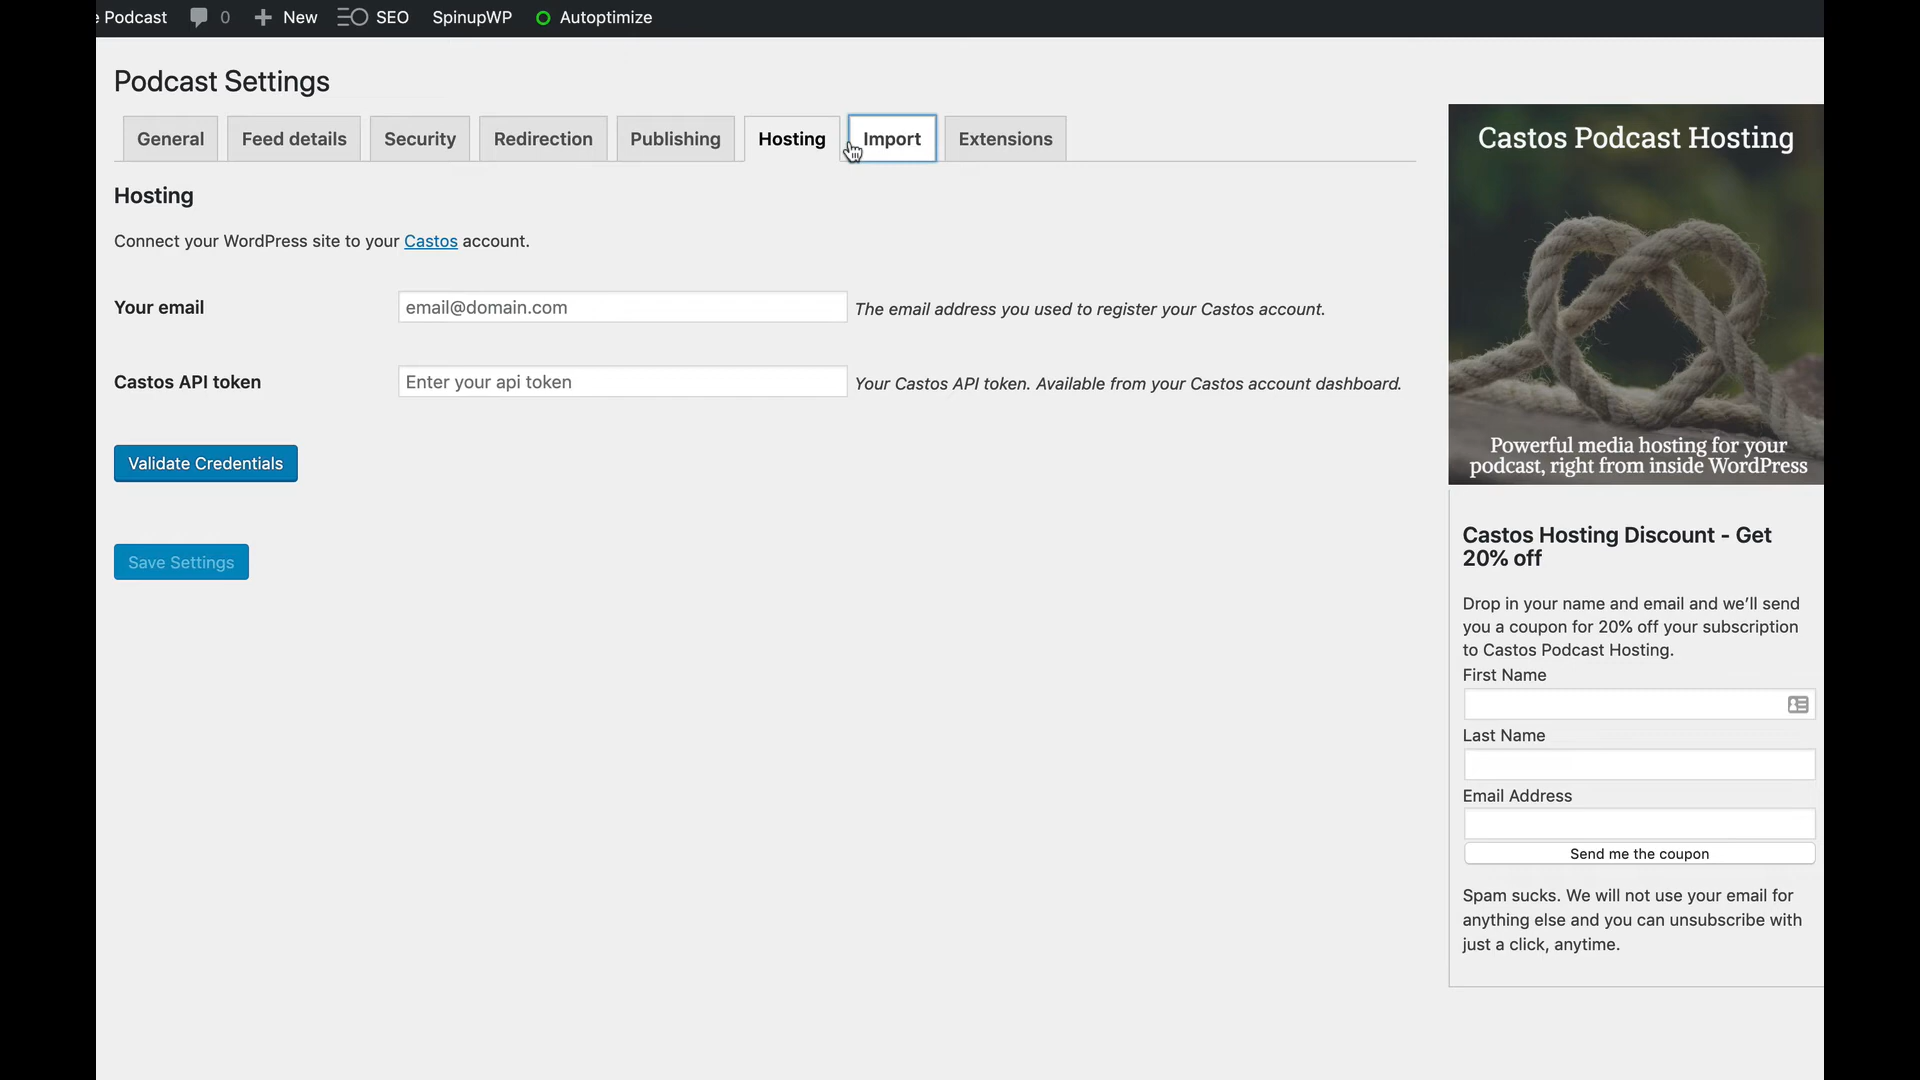 e Podcast 0 New SEO SpinupWP Autoptimize
Podcast Settings
General Feed details Security Redirection Publishing Hosting Import Extensions
Hosting
Connect your WordPress site to your Castos account.
Your email email@domain.com The email address you used to register your Castos account.
Castos API token Enter your api token Your Castos API token. Available from your Castos account dashboard.
Validate Credentials
Save Settings
Castos Podcast Hosting
Powerful media hosting for your
podcast, right from inside WordPress
Castos Hosting Discount - Get
20% off
Drop in your name and email and we'll send
you a coupon for 20% off your subscription
to Castos Podcast Hosting.
First Name
Last Name
Email Address
Send me the coupon
Spam sucks. We will not use your email for
anything else and you can unsubscribe with
just a click, anytime.